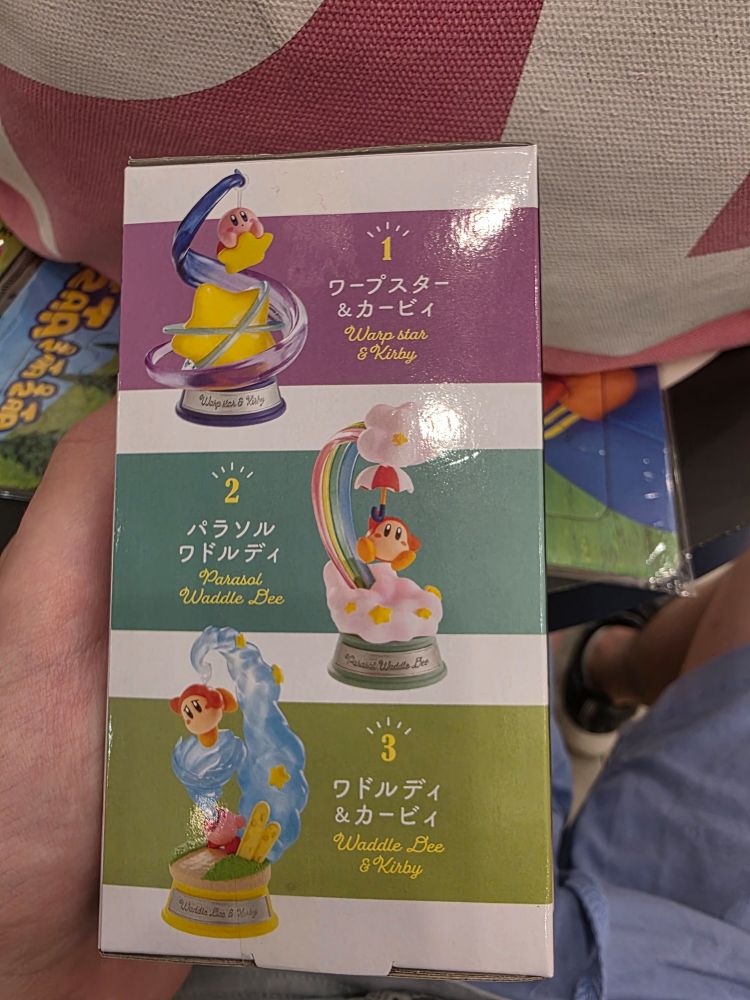 1
ワープスター
&カービィ
Warp star
& Kirby
Warp star & Kirby
2
パラソル
ワドルディ
Parasol
Waddle Dee
Parasol Waddle Dee
3
ワドルディ
&カービィ
Waddle Dee
& Kirby
Waddle Dee & Kirby